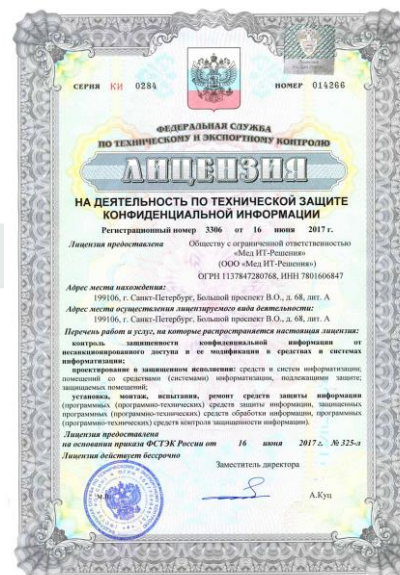 СЕРИЯ КИ 0284 НОМЕР 014266
ФЕДЕРАЛЬНАЯ СЛУЖБА
ПО ТЕХНИЧЕСКОМУ И ЭКСПОРТНОМУ КОНТРОЛЮ
ЛИЦЕНЗИЯ
НА ДЕЯТЕЛЬНОСТЬ ПО ТЕХНИЧЕСКОЙ ЗАЩИТЕ
КОНФИДЕНЦИАЛЬНОЙ ИНФОРМАЦИИ
Регистрационный номер 3306 от 16 июня 2017 г.
Лицензия предоставлена Обществу с ограниченной ответственностью
«Мед ИТ-Решения»
(ООО «Мед ИТ-Решения»)
ОГРН 1137847280768, ИНН 7801606847
Адрес места нахождения:
199106, г. Санкт-Петербург, Большой проспект В.О., д. 68, лит. А
Адрес места осуществления лицензируемого вида деятельности:
199106, г. Санкт-Петербург, Большой проспект В.О., д. 68, лит. А
Перечень работ и услуг, на которые распространяется настоящая лицензия:
контроль защищенности конфиденциальной информации от
несанкционированного доступа и ее модификации в средствах и системах
информатизации;
проектирование в защищенном исполнении: средств и систем информатизации;
помещений со средствами (системами) информатизации, подлежащими защите;
защищаемых помещений;
установка, монтаж, испытания, ремонт средств защиты информации
(программных (программно-технических) средств защиты информации, защищенных
программных (программно-технических) средств обработки информации, программных
(программно-технических) средств контроля защищенности информации).
Лицензия предоставлена
на основании приказа ФСТЭК России от 16 июня 2017 г. № 325-л
Лицензия действует бессрочно
Заместитель директора
М.П. А.Куц